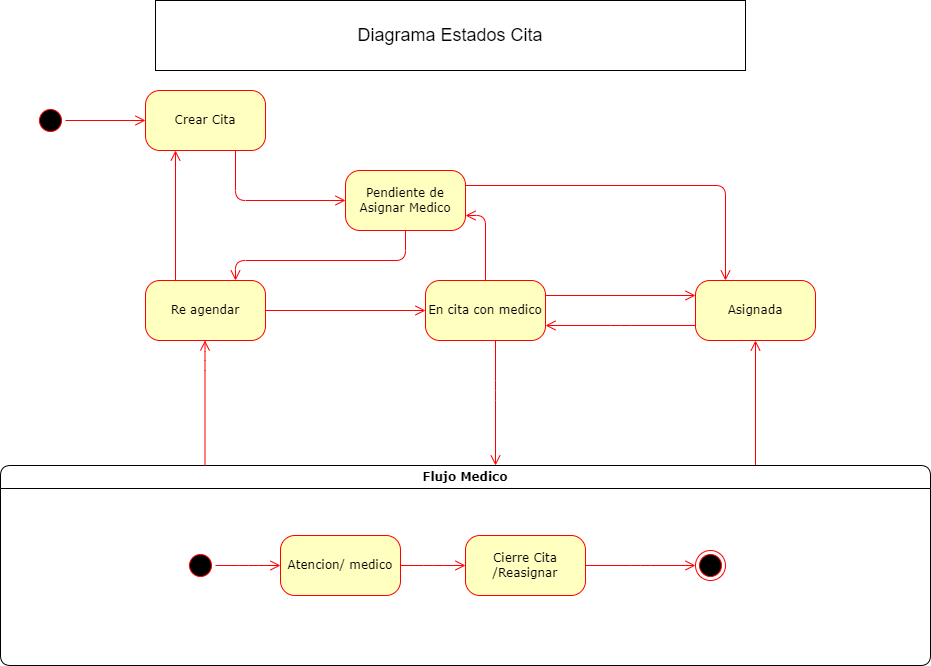 Diagrama Estados Cita
Crear Cita
Pendiente de
Asignar Medico
Re agendar
En cita con medico
Asignada
Flujo Medico
Atencion/ medico
Cierre Cita
/Reasignar